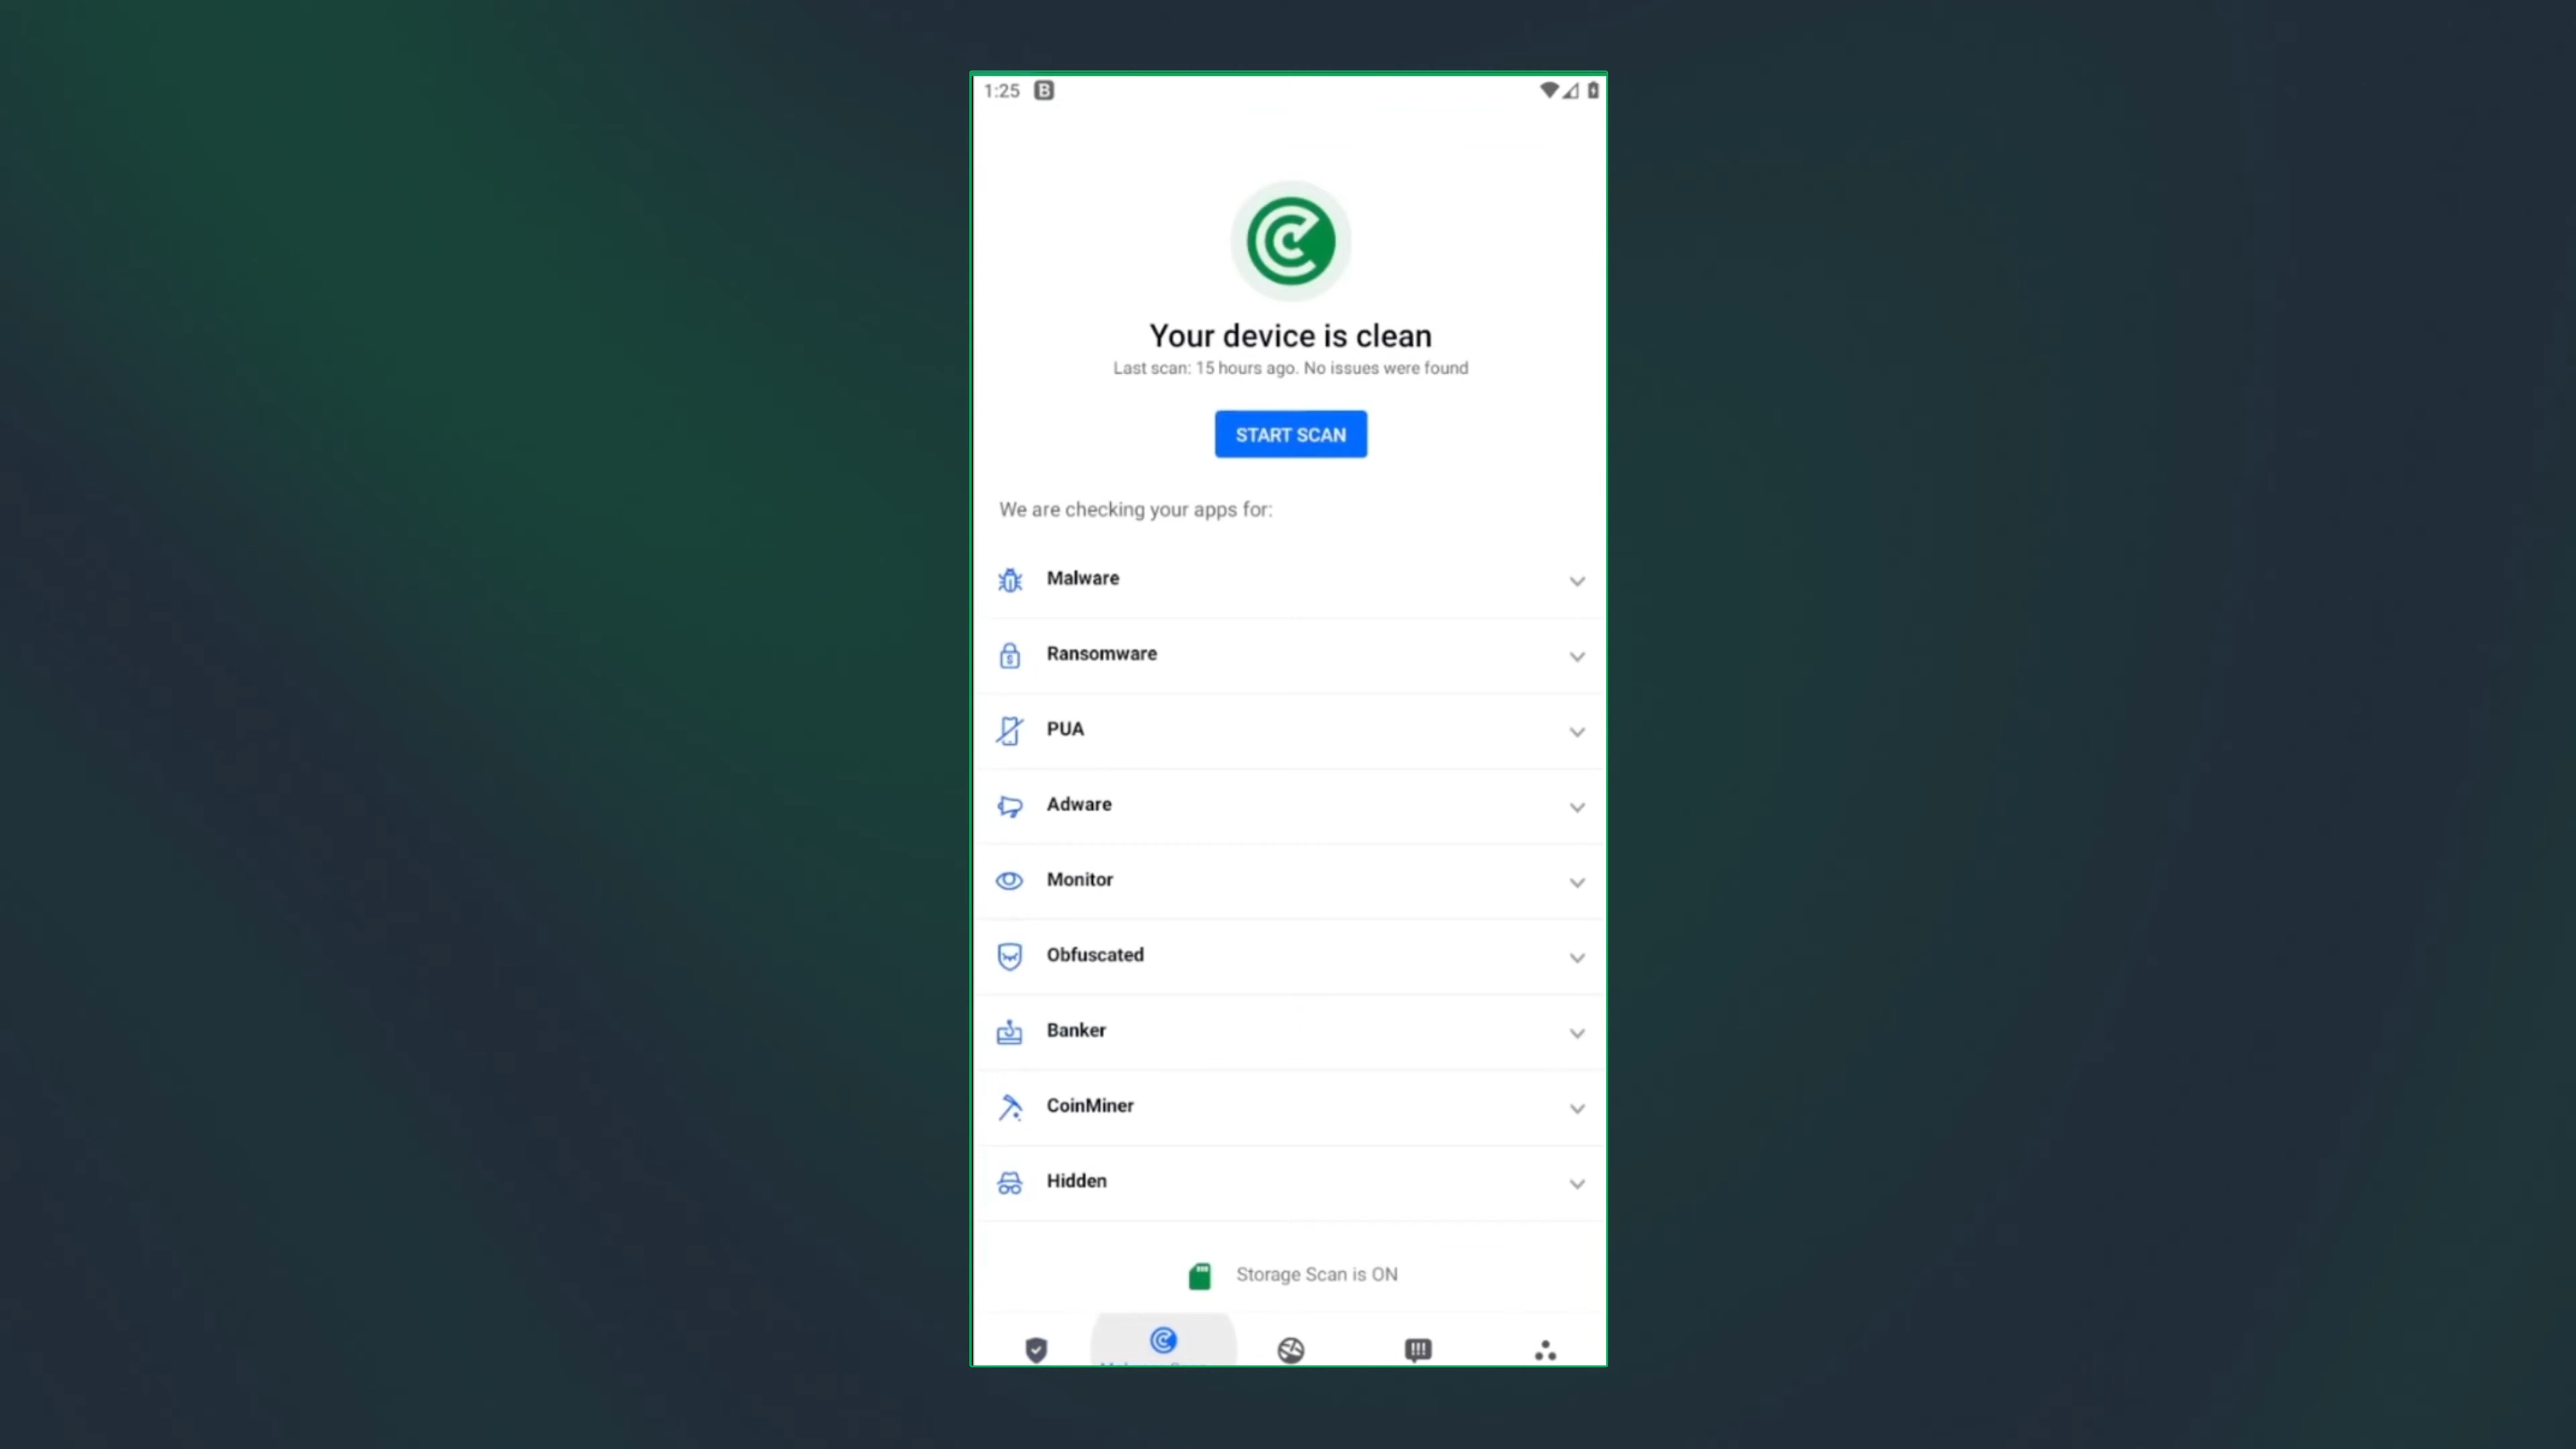 1:25 B
Your device is clean
Last scan: 15 hours ago. No issues were found
START SCAN
We are checking your apps for:
Malware
Ransomware
PUA
Adware
Monitor
Obfuscated
Banker
CoinMiner
Hidden
Storage Scan is ON